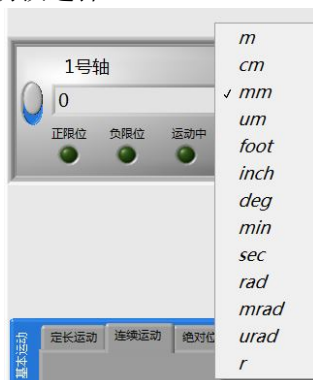 1号轴
0
正限位 负限位 运动中
m
cm
✓ mm
um
foot
inch
deg
min
sec
rad
mrad
urad
r
基本运动
定长运动 连续运动 绝对位